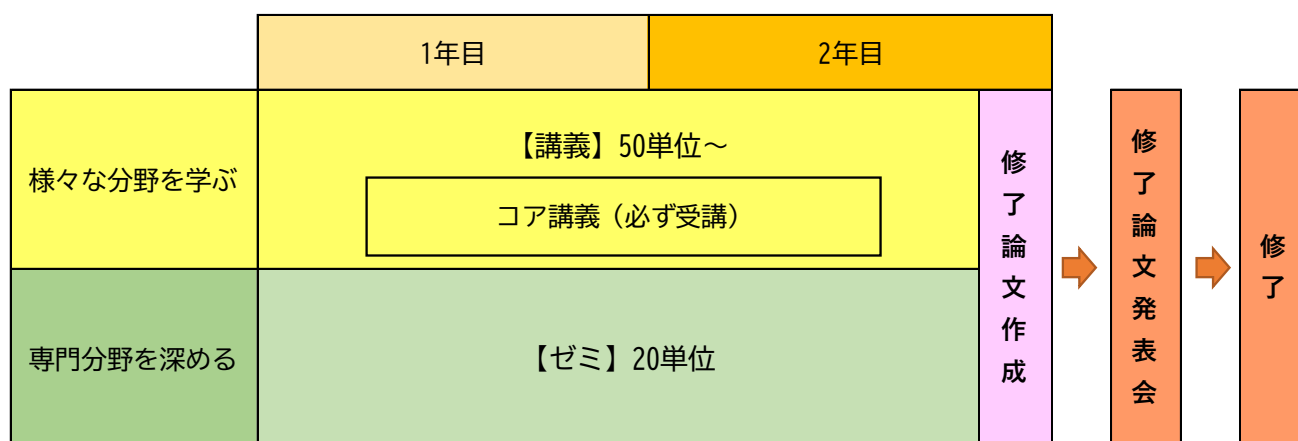 1年目
2年目
様々な分野を学ぶ
【講義】50単位～
コア講義（必ず受講）
専門分野を深める
【ゼミ】20単位
修了論文作成
修了論文発表会
修了